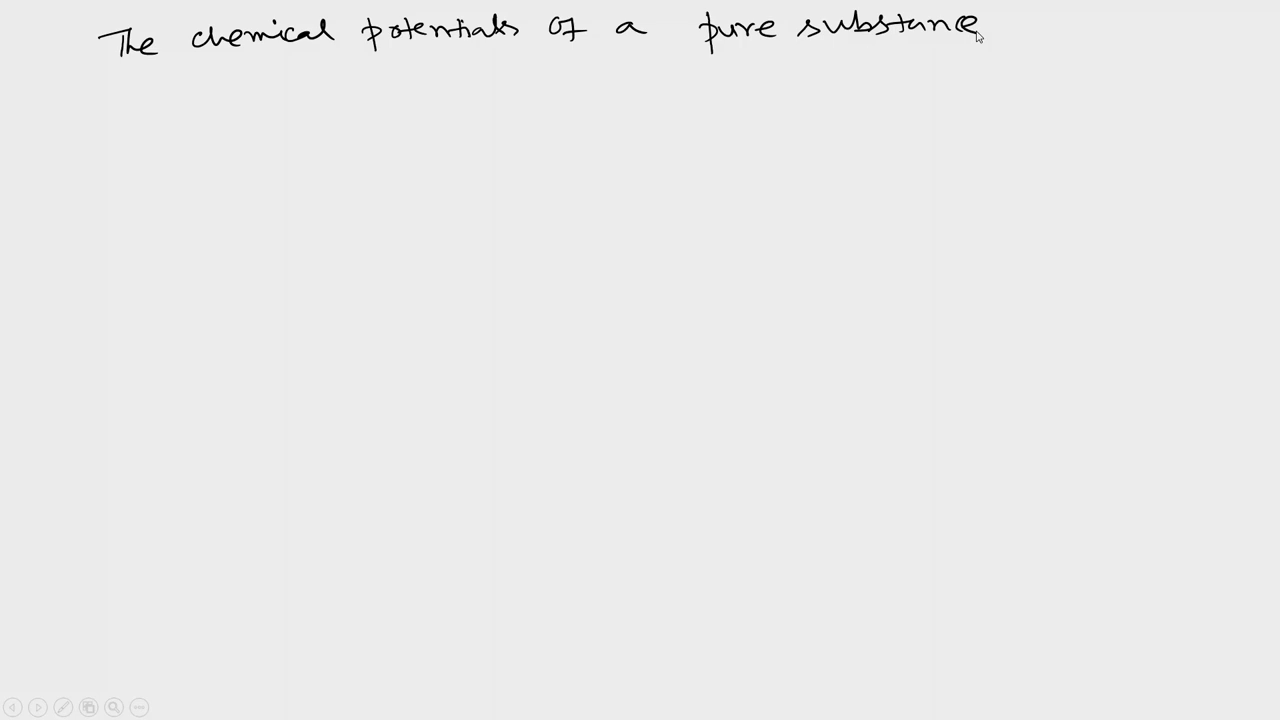 The chemical potentials of a pure substance